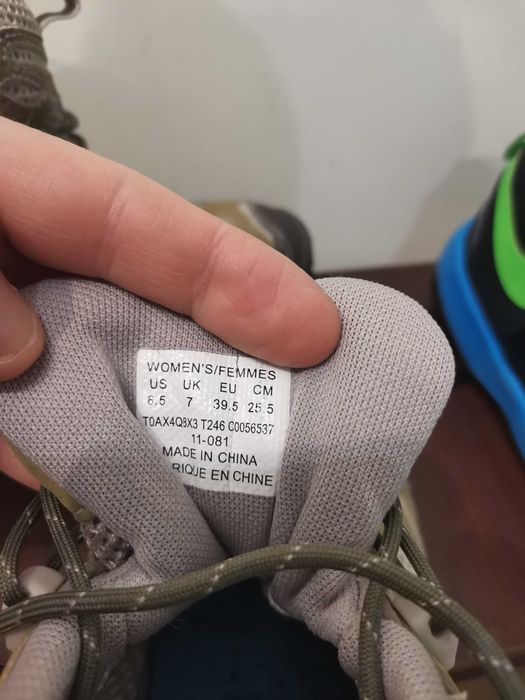 WOMEN'S/FEMMES
US UK EU CM
8.5 7 39.5 25.5
T0AX4Q8X3 T246 C0056537
11-081
MADE IN CHINA
RIQUE EN CHINE